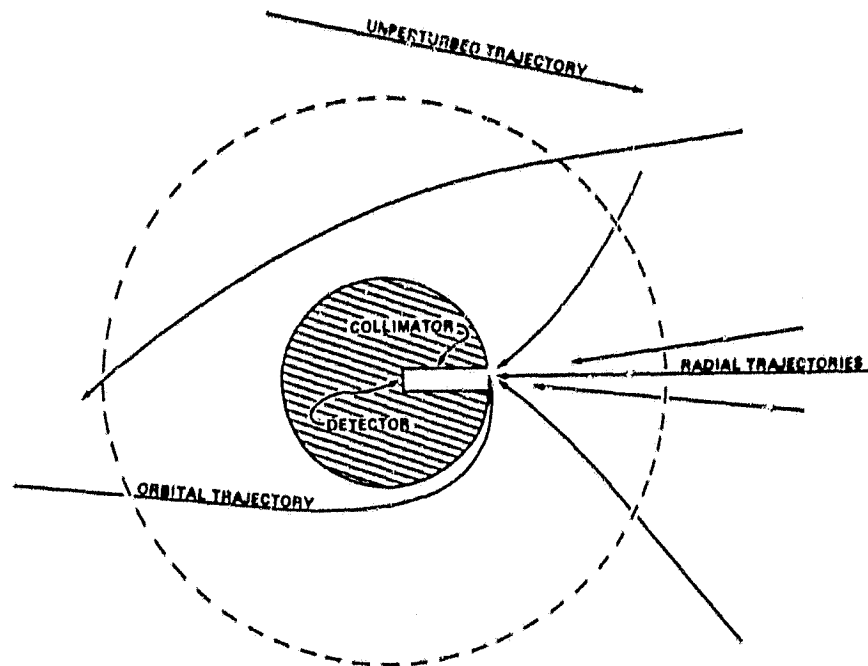 UNPERTURBED TRAJECTORY
COLLIMATOR
RADIAL TRAJECTORIES
DETECTOR
ORBITAL TRAJECTORY